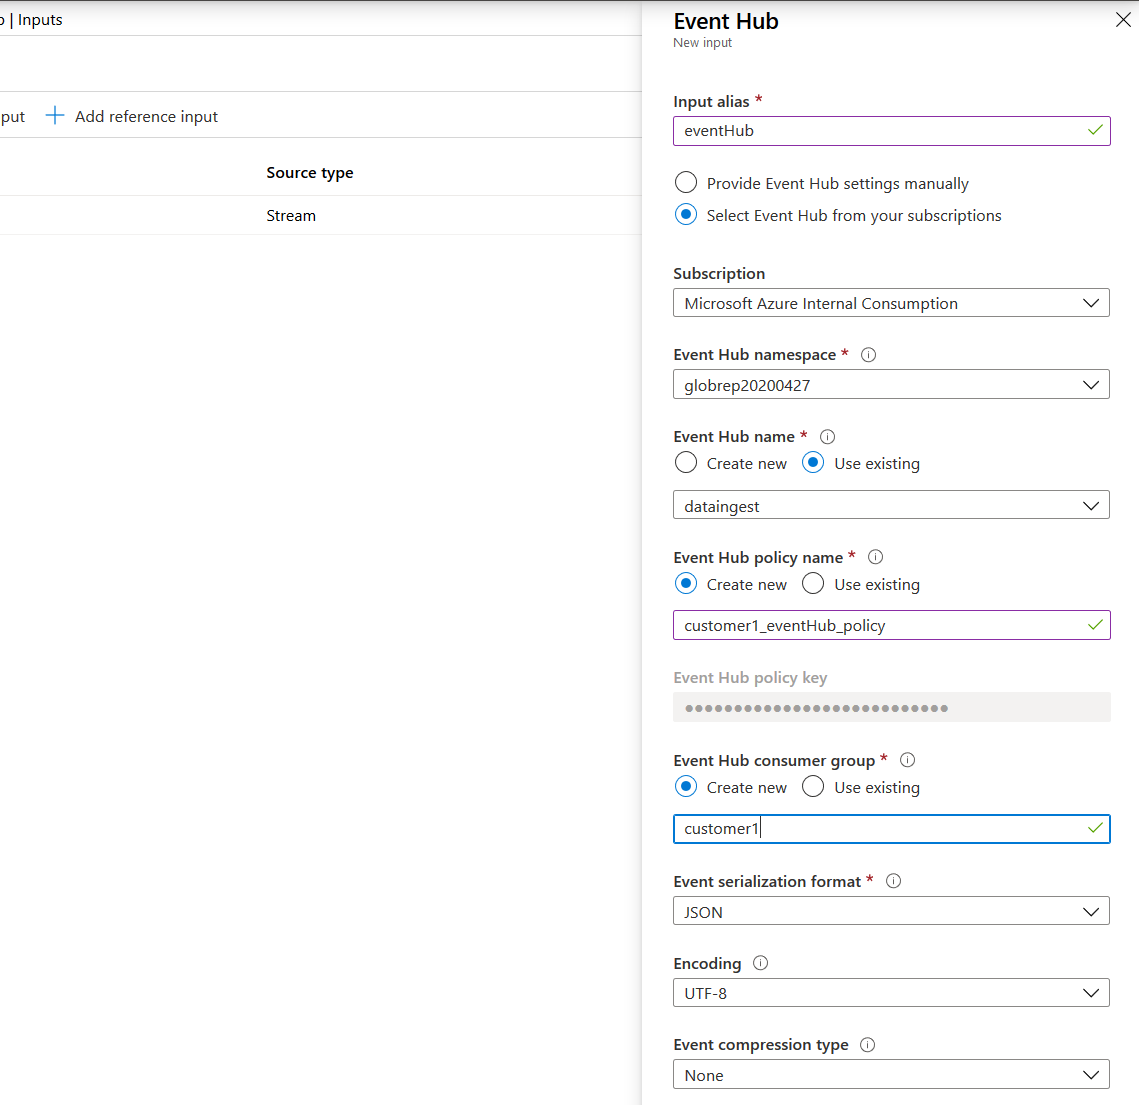 | Inputs
put
Add reference input
Source type
Stream
Event Hub
New input
Input alias *
eventHub
Provide Event Hub settings manually
Select Event Hub from your subscriptions
Subscription
Microsoft Azure Internal Consumption
Event Hub namespace *
globrep20200427
Event Hub name *
Create new Use existing
dataingest
Event Hub policy name *
Create new Use existing
customer1_eventHub_policy
Event Hub policy key
•••••••••••••••••••••••••••
Event Hub consumer group *
Create new Use existing
customer1
Event serialization format *
JSON
Encoding
UTF-8
Event compression type
None